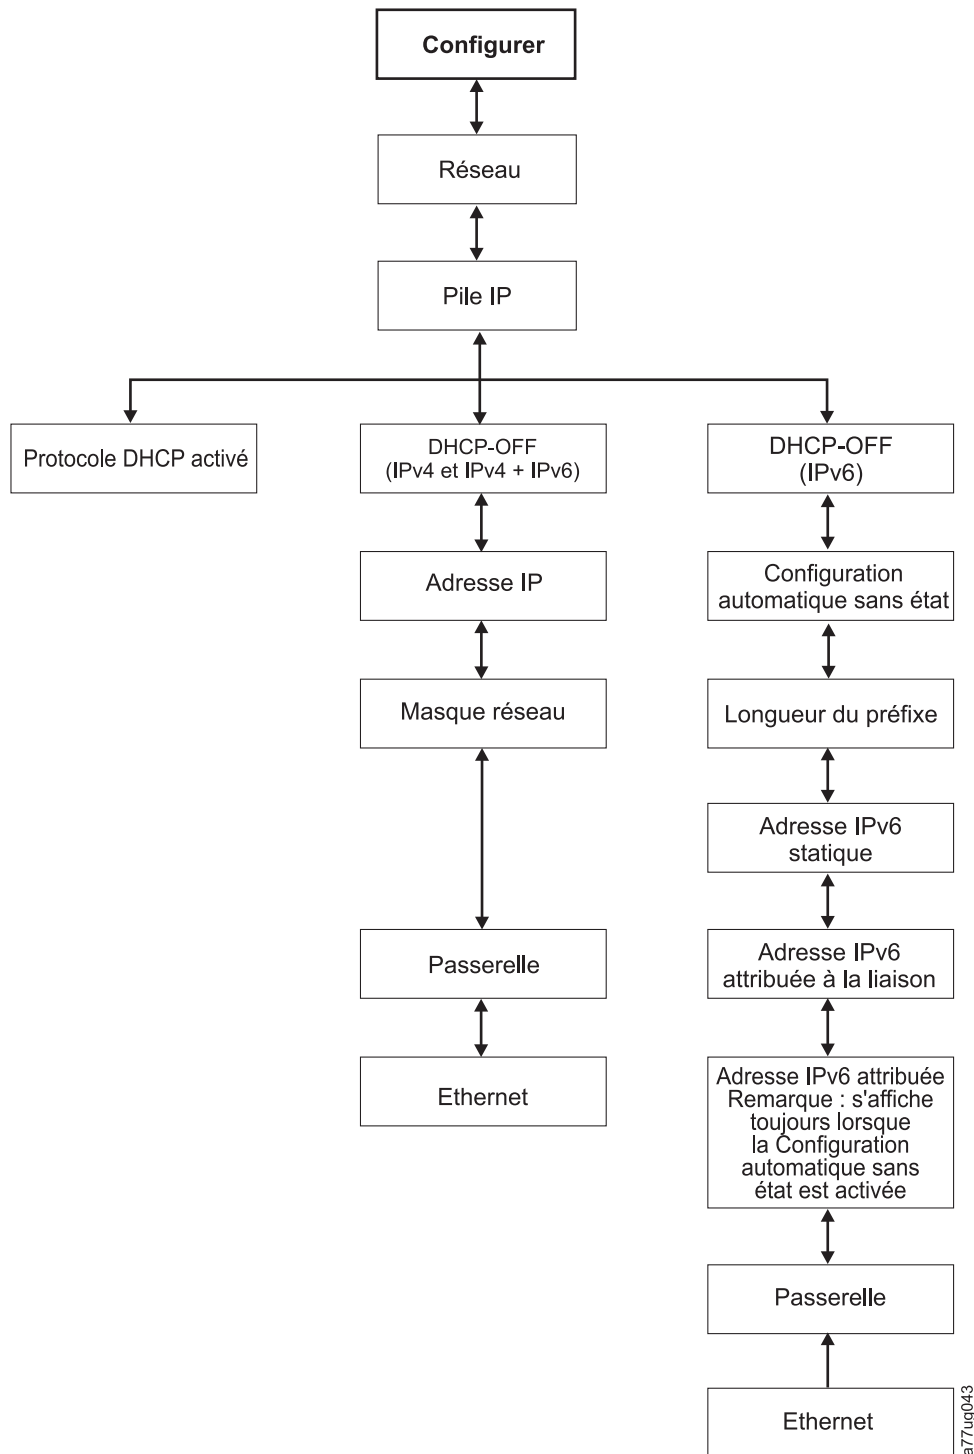 Configurer
Réseau
Pile IP
Protocole DHCP activé
DHCP-OFF
(IPv4 et IPv4 + IPv6)
DHCP-OFF
(IPv6)
Adresse IP
Configuration
automatique sans état
Masque réseau
Longueur du préfixe
Adresse IPv6
statique
Passerelle
Adresse IPv6
attribuée à la liaison
Ethernet
Adresse IPv6 attribuée
Remarque : s'affiche
toujours lorsque
la Configuration
automatique sans
état est activée
Passerelle
Ethernet
a77ug043